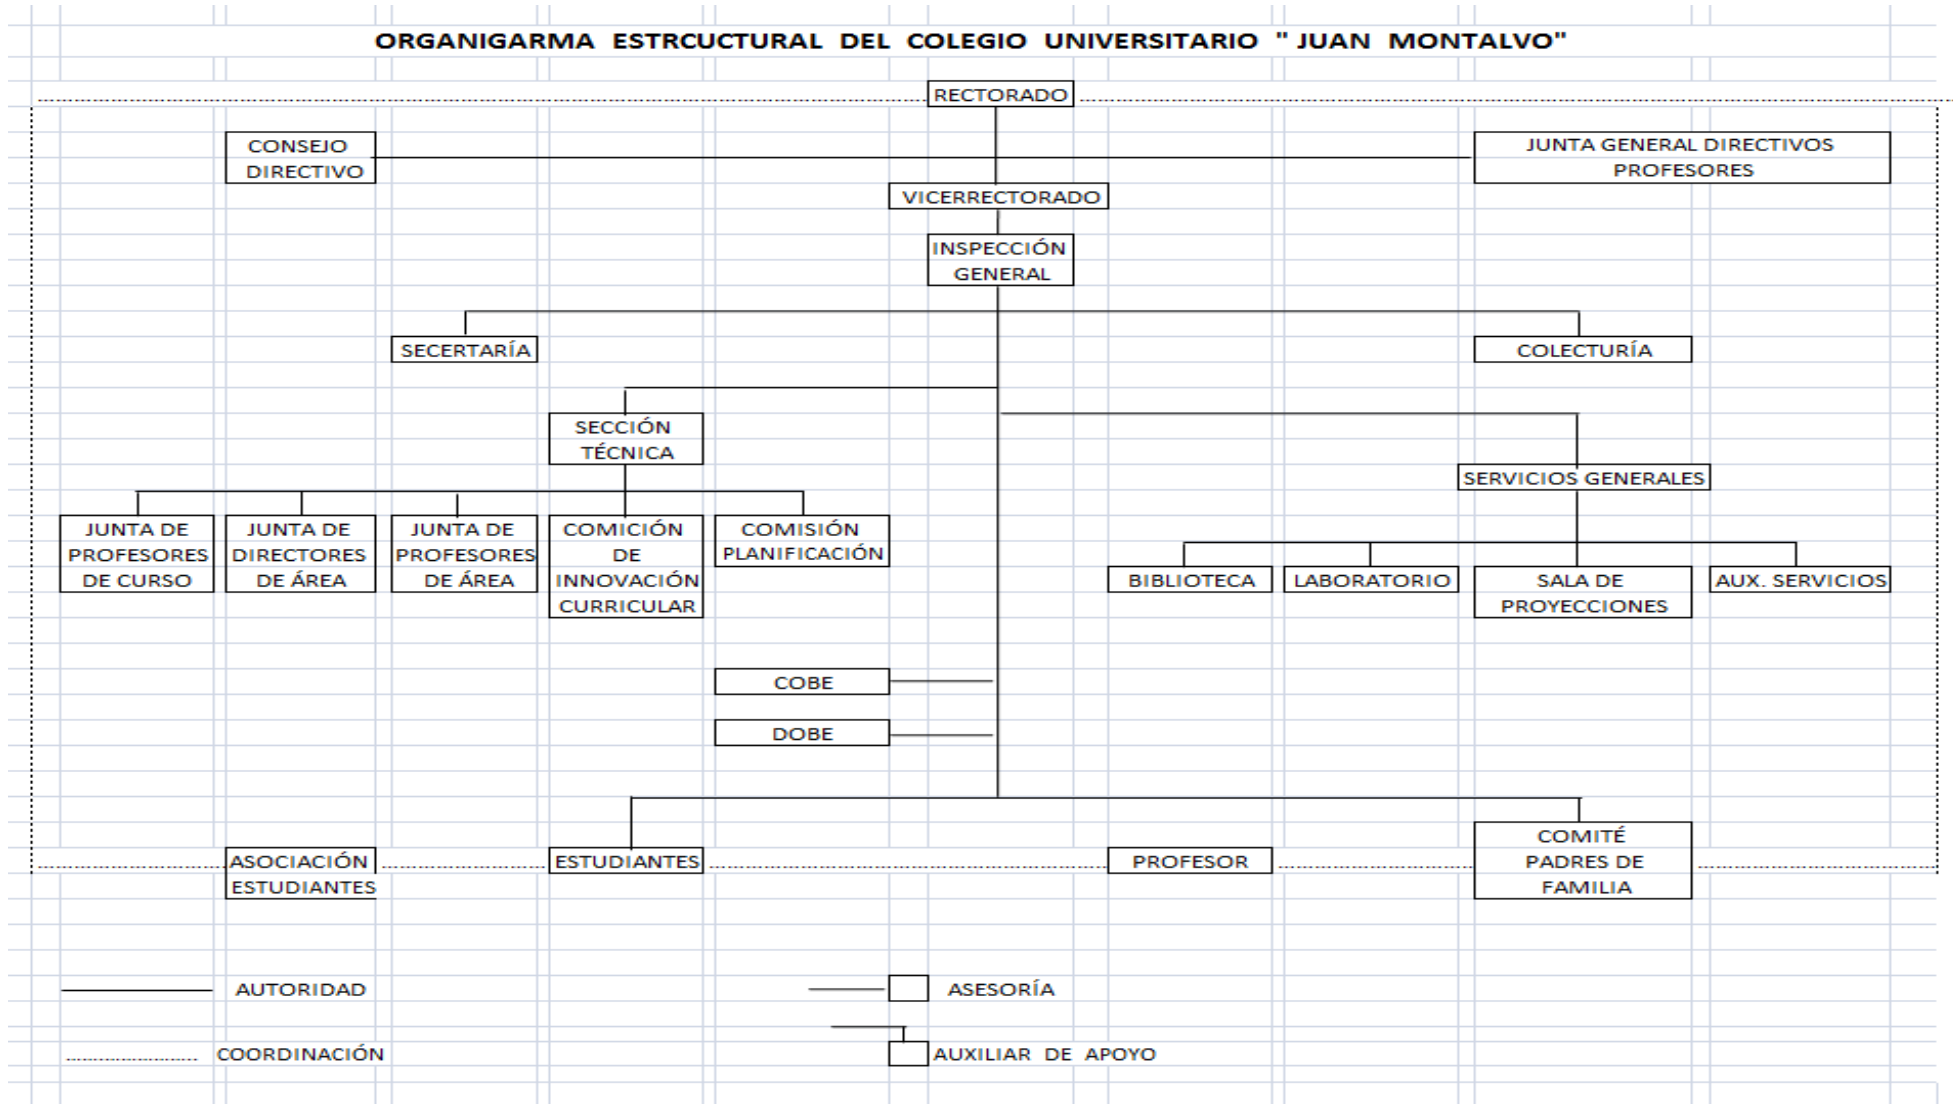 ORGANIGARMA ESTRCUCTURAL DEL COLEGIO UNIVERSITARIO " JUAN MONTALVO"
RECTORADO
CONSEJO
DIRECTIVO
JUNTA GENERAL DIRECTIVOS
PROFESORES
VICERRECTORADO
INSPECCIÓN
GENERAL
SECERTARÍA
COLECTURÍA
SECCIÓN
TÉCNICA
SERVICIOS GENERALES
JUNTA DE
PROFESORES
DE CURSO
JUNTA DE
DIRECTORES
DE ÁREA
JUNTA DE
PROFESORES
DE ÁREA
COMICIÓN
DE
INNOVACIÓN
CURRICULAR
COMISIÓN
PLANIFICACIÓN
BIBLIOTECA
LABORATORIO
SALA DE
PROYECCIONES
AUX. SERVICIOS
COBE
DOBE
ASOCIACIÓN
ESTUDIANTES
ESTUDIANTES
PROFESOR
COMITÉ
PADRES DE
FAMILIA
AUTORIDAD
ASESORÍA
COORDINACIÓN
AUXILIAR DE APOYO